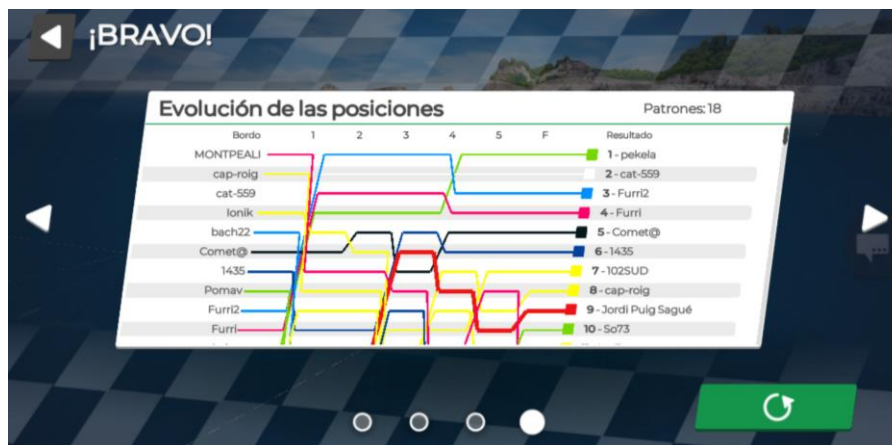 ¡BRAVO!
Evolución de las posiciones
Patrones: 18
Bordo 1 2 3 4 5 F Resultado
MONTPEALI 1 - pekela
cap-roig 2 - cat-559
cat-559 3 - Furri2
Ionik 4 - Furri
bach22 5 - Comet@
Comet@ 6 - 1435
1435 7 - 102SUD
Pomav 8 - cap-roig
Furri2 9 - Jordi Puig Sagué
Furri 10 - So73